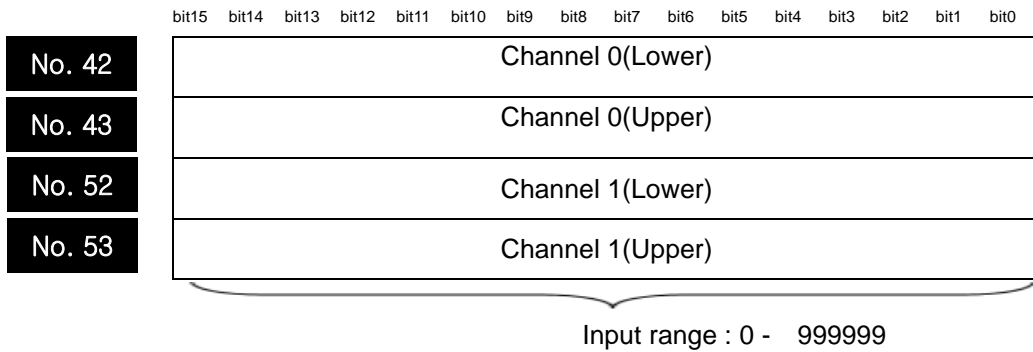 bit15 bit14 bit13 bit12 bit11 bit10 bit9 bit8 bit7 bit6 bit5 bit4 bit3 bit2 bit1 bit0
No. 42 Channel 0(Lower)
No. 43 Channel 0(Upper)
No. 52 Channel 1(Lower)
No. 53 Channel 1(Upper)
Input range : 0 - 999999